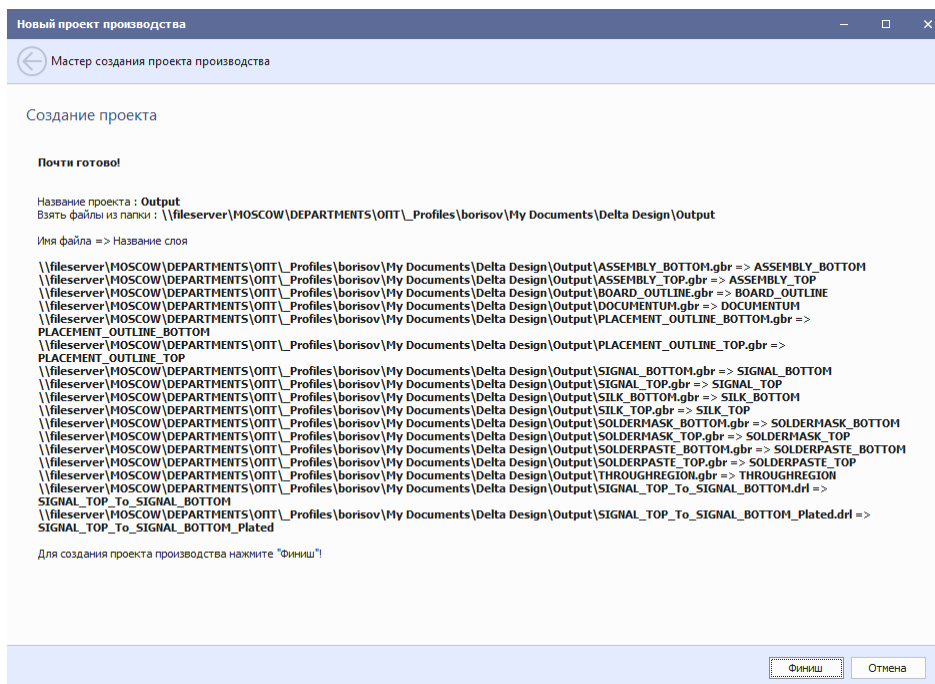 Новый проект производства
Мастер создания проекта производства
Создание проекта
Почти готово!
Название проекта : Output
Взять файлы из папки : \\fileserver\MOSCOW\DEPARTMENTS\ОПТ\_Profiles\borisov\My Documents\Delta Design\Output
Имя файла => Название слоя
\\fileserver\MOSCOW\DEPARTMENTS\ОПТ\_Profiles\borisov\My Documents\Delta Design\Output\ASSEMBLY_BOTTOM.gbr => ASSEMBLY_BOTTOM
\\fileserver\MOSCOW\DEPARTMENTS\ОПТ\_Profiles\borisov\My Documents\Delta Design\Output\ASSEMBLY_TOP.gbr => ASSEMBLY_TOP
\\fileserver\MOSCOW\DEPARTMENTS\ОПТ\_Profiles\borisov\My Documents\Delta Design\Output\BOARD_OUTLINE.gbr => BOARD_OUTLINE
\\fileserver\MOSCOW\DEPARTMENTS\ОПТ\_Profiles\borisov\My Documents\Delta Design\Output\DOCUMENTUM.gbr => DOCUMENTUM
\\fileserver\MOSCOW\DEPARTMENTS\ОПТ\_Profiles\borisov\My Documents\Delta Design\Output\PLACEMENT_OUTLINE_BOTTOM.gbr =>
PLACEMENT_OUTLINE_BOTTOM
\\fileserver\MOSCOW\DEPARTMENTS\ОПТ\_Profiles\borisov\My Documents\Delta Design\Output\PLACEMENT_OUTLINE_TOP.gbr =>
PLACEMENT_OUTLINE_TOP
\\fileserver\MOSCOW\DEPARTMENTS\ОПТ\_Profiles\borisov\My Documents\Delta Design\Output\SIGNAL_BOTTOM.gbr => SIGNAL_BOTTOM
\\fileserver\MOSCOW\DEPARTMENTS\ОПТ\_Profiles\borisov\My Documents\Delta Design\Output\SIGNAL_TOP.gbr => SIGNAL_TOP
\\fileserver\MOSCOW\DEPARTMENTS\ОПТ\_Profiles\borisov\My Documents\Delta Design\Output\SILK_BOTTOM.gbr => SILK_BOTTOM
\\fileserver\MOSCOW\DEPARTMENTS\ОПТ\_Profiles\borisov\My Documents\Delta Design\Output\SILK_TOP.gbr => SILK_TOP
\\fileserver\MOSCOW\DEPARTMENTS\ОПТ\_Profiles\borisov\My Documents\Delta Design\Output\SOLDERMASK_BOTTOM.gbr => SOLDERMASK_BOTTOM
\\fileserver\MOSCOW\DEPARTMENTS\ОПТ\_Profiles\borisov\My Documents\Delta Design\Output\SOLDERMASK_TOP.gbr => SOLDERMASK_TOP
\\fileserver\MOSCOW\DEPARTMENTS\ОПТ\_Profiles\borisov\My Documents\Delta Design\Output\SOLDERPASTE_BOTTOM.gbr => SOLDERPASTE_BOTTOM
\\fileserver\MOSCOW\DEPARTMENTS\ОПТ\_Profiles\borisov\My Documents\Delta Design\Output\SOLDERPASTE_TOP.gbr => SOLDERPASTE_TOP
\\fileserver\MOSCOW\DEPARTMENTS\ОПТ\_Profiles\borisov\My Documents\Delta Design\Output\THROUGHREGION.gbr => THROUGHREGION
\\fileserver\MOSCOW\DEPARTMENTS\ОПТ\_Profiles\borisov\My Documents\Delta Design\Output\SIGNAL_TOP_To_SIGNAL_BOTTOM.drl =>
SIGNAL_TOP_To_SIGNAL_BOTTOM
\\fileserver\MOSCOW\DEPARTMENTS\ОПТ\_Profiles\borisov\My Documents\Delta Design\Output\SIGNAL_TOP_To_SIGNAL_BOTTOM_Plated.drl =>
SIGNAL_TOP_To_SIGNAL_BOTTOM_Plated
Для создания проекта производства нажмите "Финиш"!
Финиш
Отмена